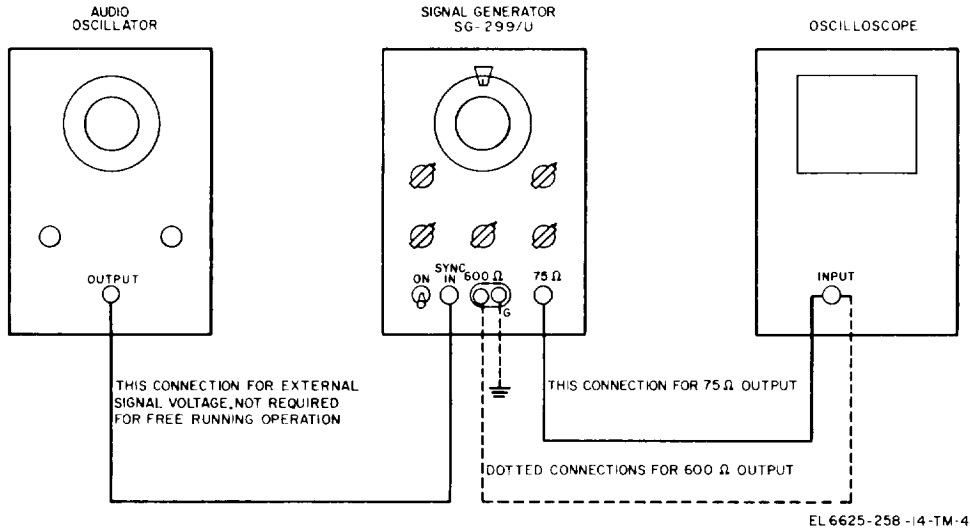 AUDIO
OSCILLATOR
SIGNAL GENERATOR
SG-299/U
OSCILLOSCOPE
OUTPUT
ON
SYNC
IN
600 Ω
75 Ω
G
INPUT
THIS CONNECTION FOR EXTERNAL
SIGNAL VOLTAGE, NOT REQUIRED
FOR FREE RUNNING OPERATION
THIS CONNECTION FOR 75 Ω OUTPUT
DOTTED CONNECTIONS FOR 600 Ω OUTPUT
EL 6625-258-14-TM-4